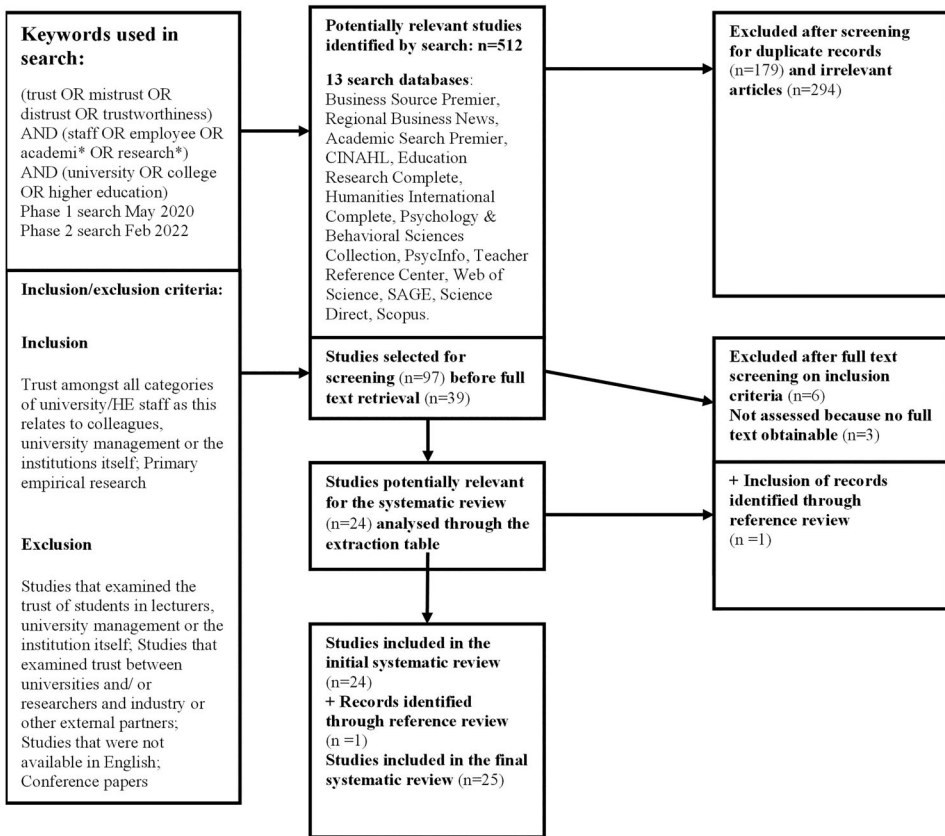 Keywords used in
search:
(trust OR mistrust OR
distrust OR trustworthiness)
AND (staff OR employee OR
academi* OR research*)
AND (university OR college
OR higher education)
Phase 1 search May 2020
Phase 2 search Feb 2022
Inclusion/exclusion criteria:
Inclusion
Trust amongst all categories
of university/HE staff as this
relates to colleagues,
university management or the
institutions itself; Primary
empirical research
Exclusion
Studies that examined the
trust of students in lecturers,
university management or the
institution itself; Studies that
examined trust between
universities and/ or
researchers and industry or
other external partners;
Studies that were not
available in English;
Conference papers
Potentially relevant studies
identified by search: n=512
13 search databases:
Business Source Premier,
Regional Business News,
Academic Search Premier,
CINAHL, Education
Research Complete,
Humanities International
Complete, Psychology &
Behavioral Sciences
Collection, PsycInfo, Teacher
Reference Center, Web of
Science, SAGE, Science
Direct, Scopus.
Studies selected for
screening (n=97) before full
text retrieval (n=39)
Studies potentially relevant
for the systematic review
(n=24) analysed through the
extraction table
Studies included in the
initial systematic review
(n=24)
+ Records identified
through reference review
(n =1)
Studies included in the final
systematic review (n=25)
Excluded after screening
for duplicate records
(n=179) and irrelevant
articles (n=294)
Excluded after full text
screening on inclusion
criteria (n=6)
Not assessed because no full
text obtainable (n=3)
+ Inclusion of records
identified through
reference review
(n =1)